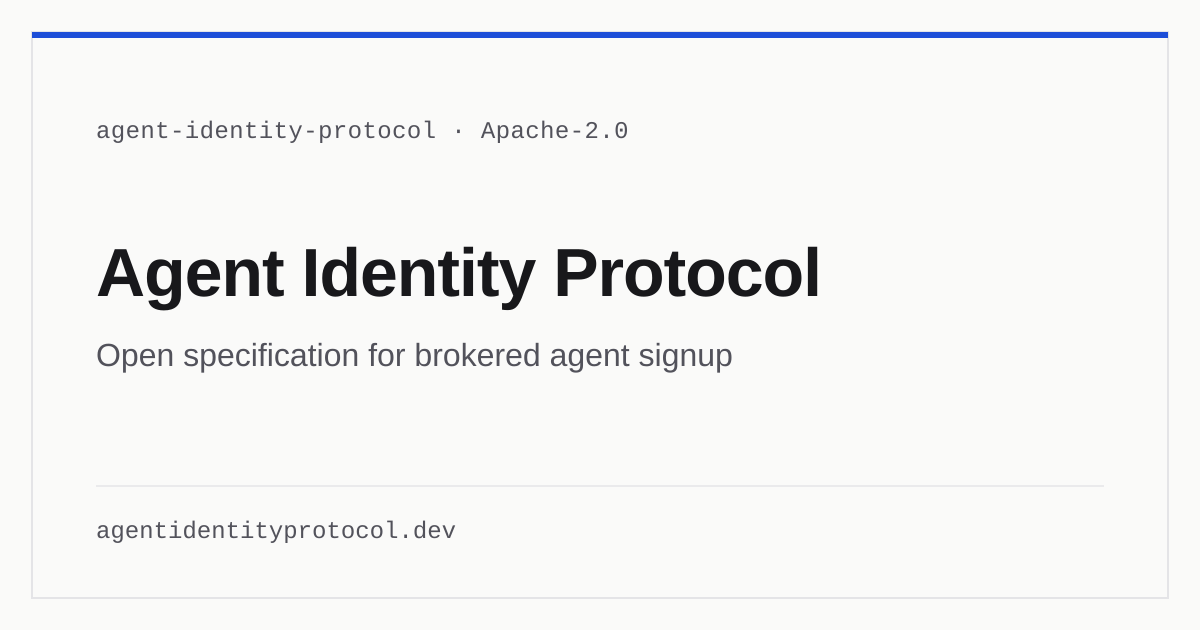 agent-identity-protocol · Apache-2.0
Agent Identity Protocol
Open specification for brokered agent signup
agentidentityprotocol.dev